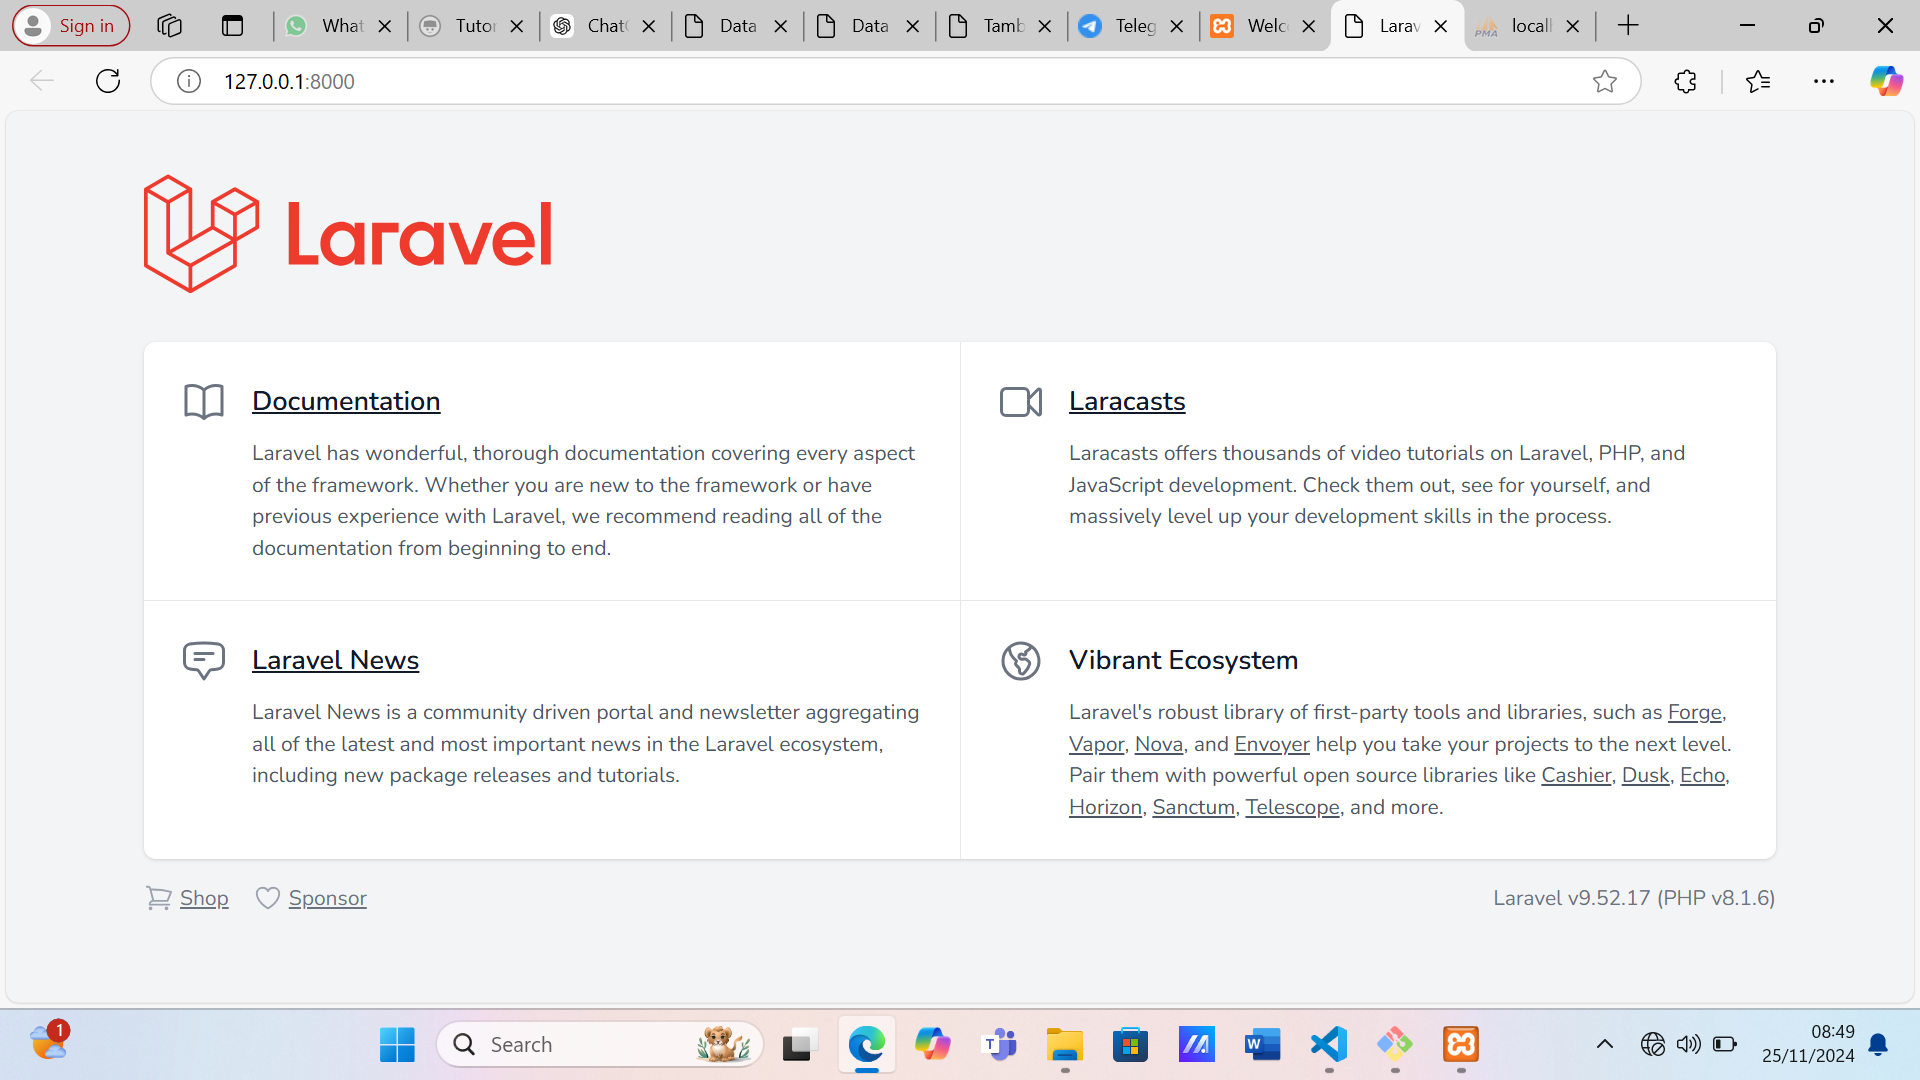 Sign in
What
Tutor
Chat
Data
Data
Tamb
Teleg
Welc
Larav
PMA
locall
127.0.0.1:8000
Laravel
Documentation
Laravel has wonderful, thorough documentation covering every aspect
of the framework. Whether you are new to the framework or have
previous experience with Laravel, we recommend reading all of the
documentation from beginning to end.
Laracasts
Laracasts offers thousands of video tutorials on Laravel, PHP, and
JavaScript development. Check them out, see for yourself, and
massively level up your development skills in the process.
Laravel News
Laravel News is a community driven portal and newsletter aggregating
all of the latest and most important news in the Laravel ecosystem,
including new package releases and tutorials.
Vibrant Ecosystem
Laravel's robust library of first-party tools and libraries, such as Forge,
Vapor, Nova, and Envoyer help you take your projects to the next level.
Pair them with powerful open source libraries like Cashier, Dusk, Echo,
Horizon, Sanctum, Telescope, and more.
Shop
Sponsor
Laravel v9.52.17 (PHP v8.1.6)
1
Search
08:49
25/11/2024